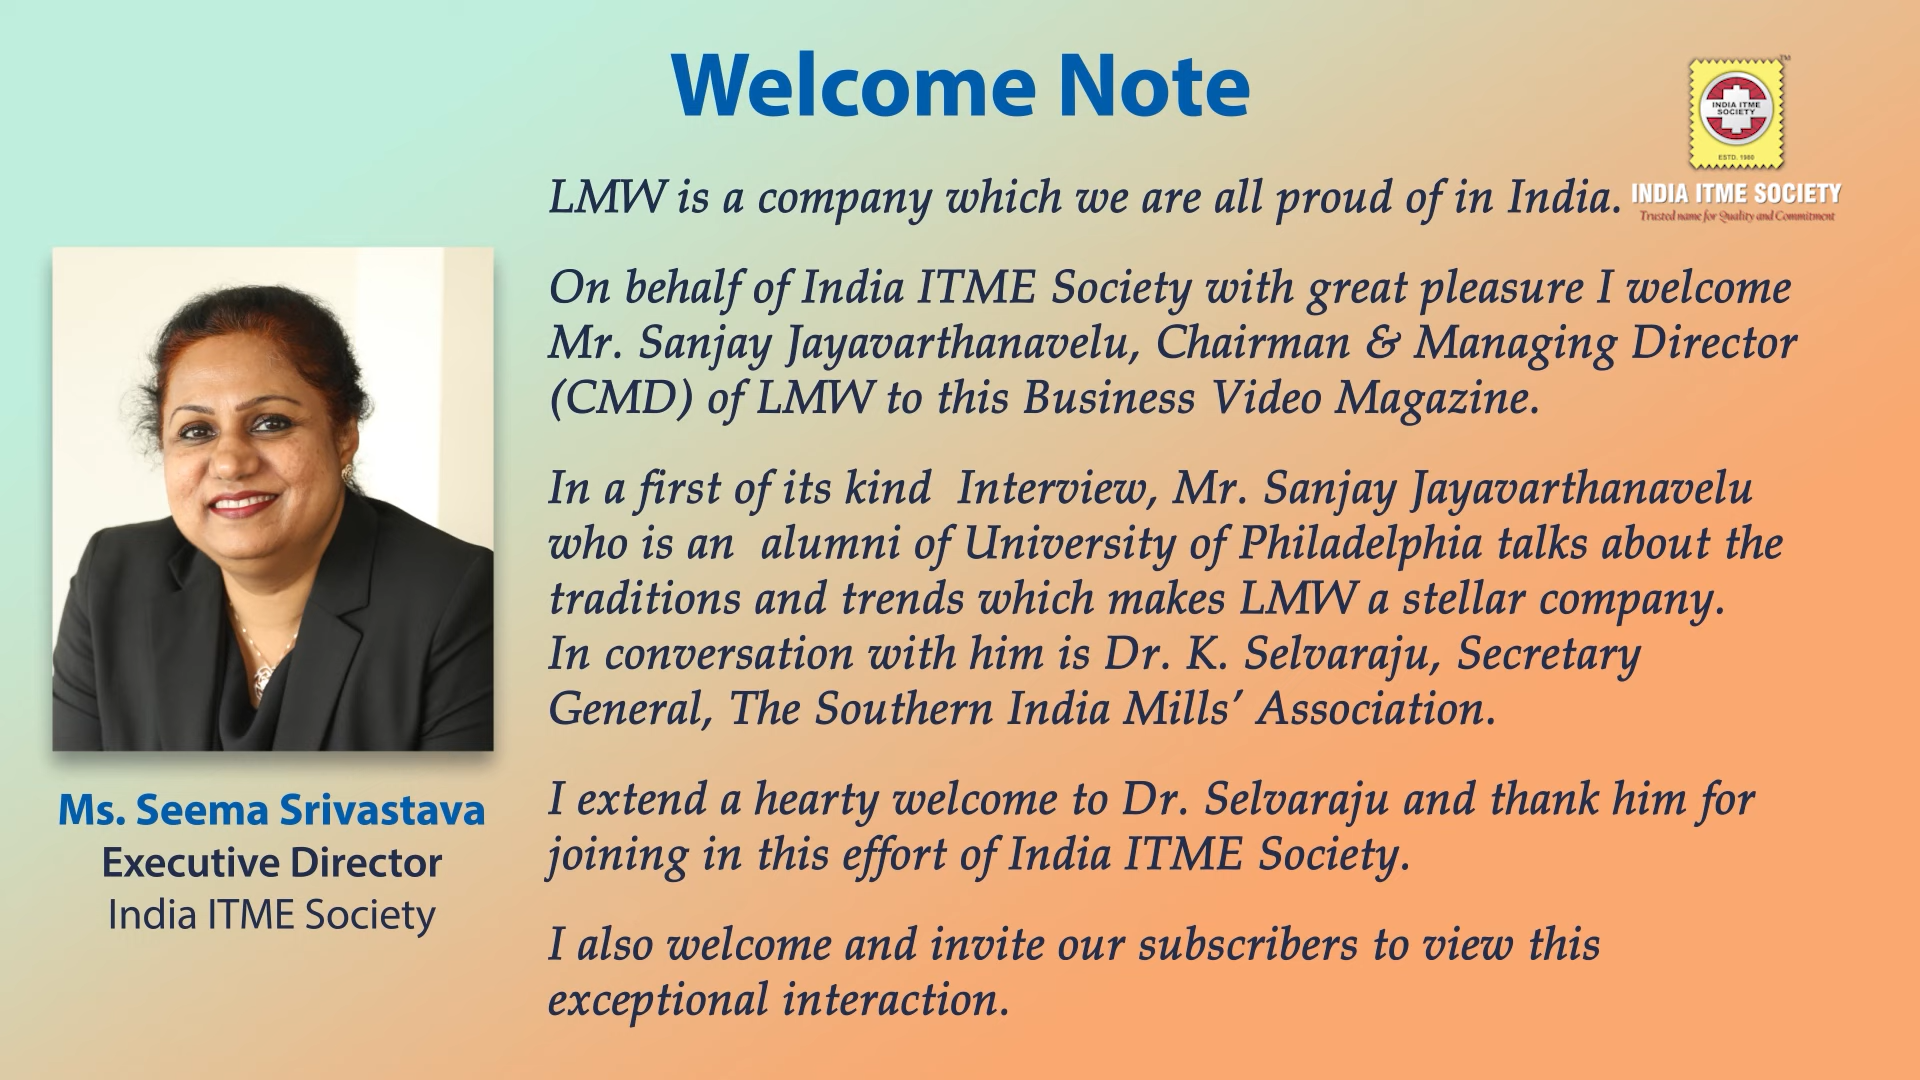 Welcome Note
TM
INDIA ITME
SOCIETY
ESTD. 1980
INDIA ITME SOCIETY
Trusted name for Quality and Commitment
LMW is a company which we are all proud of in India.
On behalf of India ITME Society with great pleasure I welcome
Mr. Sanjay Jayavarthanavelu, Chairman & Managing Director
(CMD) of LMW to this Business Video Magazine.
In a first of its kind  Interview, Mr. Sanjay Jayavarthanavelu
who is an  alumni of University of Philadelphia talks about the
traditions and trends which makes LMW a stellar company.
In conversation with him is Dr. K. Selvaraju, Secretary
General, The Southern India Mills’ Association.
I extend a hearty welcome to Dr. Selvaraju and thank him for
joining in this effort of India ITME Society.
I also welcome and invite our subscribers to view this
exceptional interaction.
Ms. Seema Srivastava
Executive Director
India ITME Society